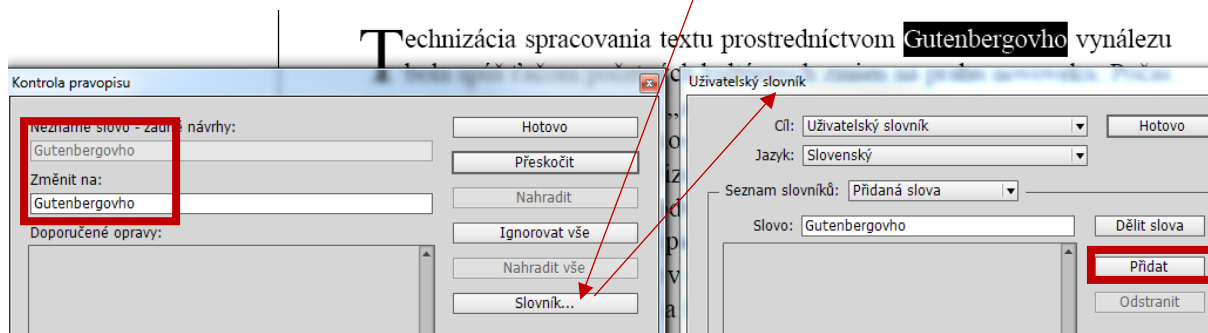 Technizácia spracovania textu prostredníctvom Gutenbergovho vynálezu
Kontrola pravopisu
Neznámé slovo - žádné návrhy:
Gutenbergovho
Změnit na:
Gutenbergovho
Doporučené opravy:
Hotovo
Přeskočit
Nahradit
Ignorovat vše
Nahradit vše
Slovník...
Uživatelský slovník
Cíl: Uživatelský slovník
Hotovo
Jazyk: Slovenský
Seznam slovníků: Přidaná slova
Slovo: Gutenbergovho
Dělit slova
Přidat
Odstranit